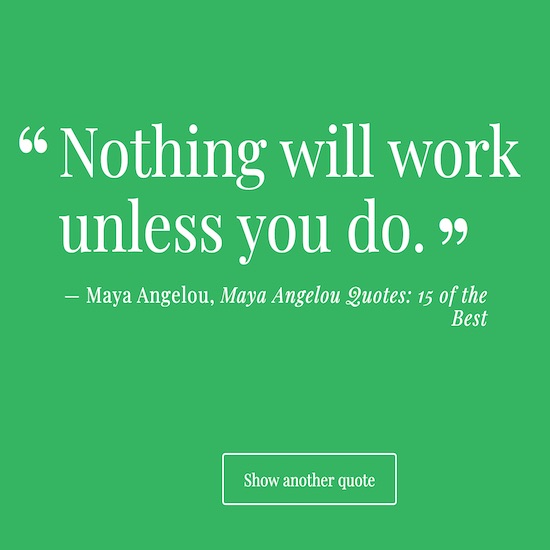 “ Nothing will work
unless you do. ”
— Maya Angelou, Maya Angelou Quotes: 15 of the
Best
Show another quote